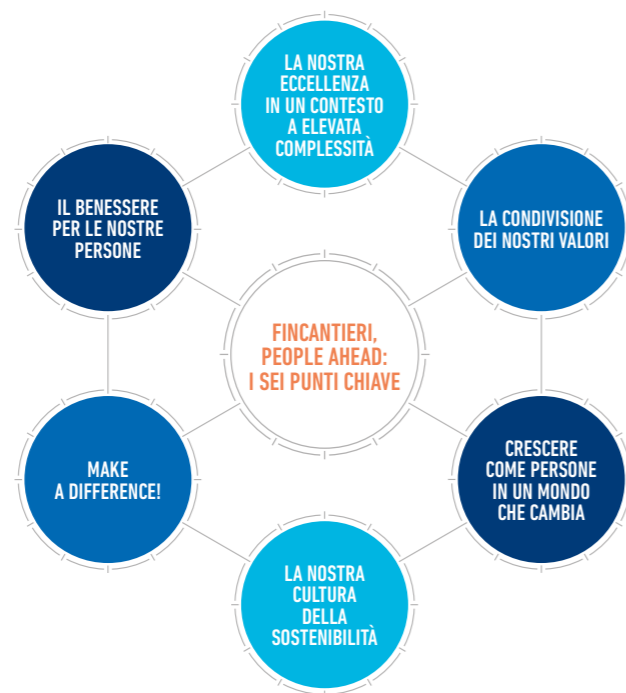 LA NOSTRA
ECCELLENZA
IN UN CONTESTO
A ELEVATA
COMPLESSITÀ
IL BENESSERE
PER LE NOSTRE
PERSONE
LA CONDIVISIONE
DEI NOSTRI VALORI
FINCANTIERI,
PEOPLE AHEAD:
I SEI PUNTI CHIAVE
MAKE
A DIFFERENCE!
CRESCERE
COME PERSONE
IN UN MONDO
CHE CAMBIA
LA NOSTRA
CULTURA
DELLA
SOSTENIBILITÀ